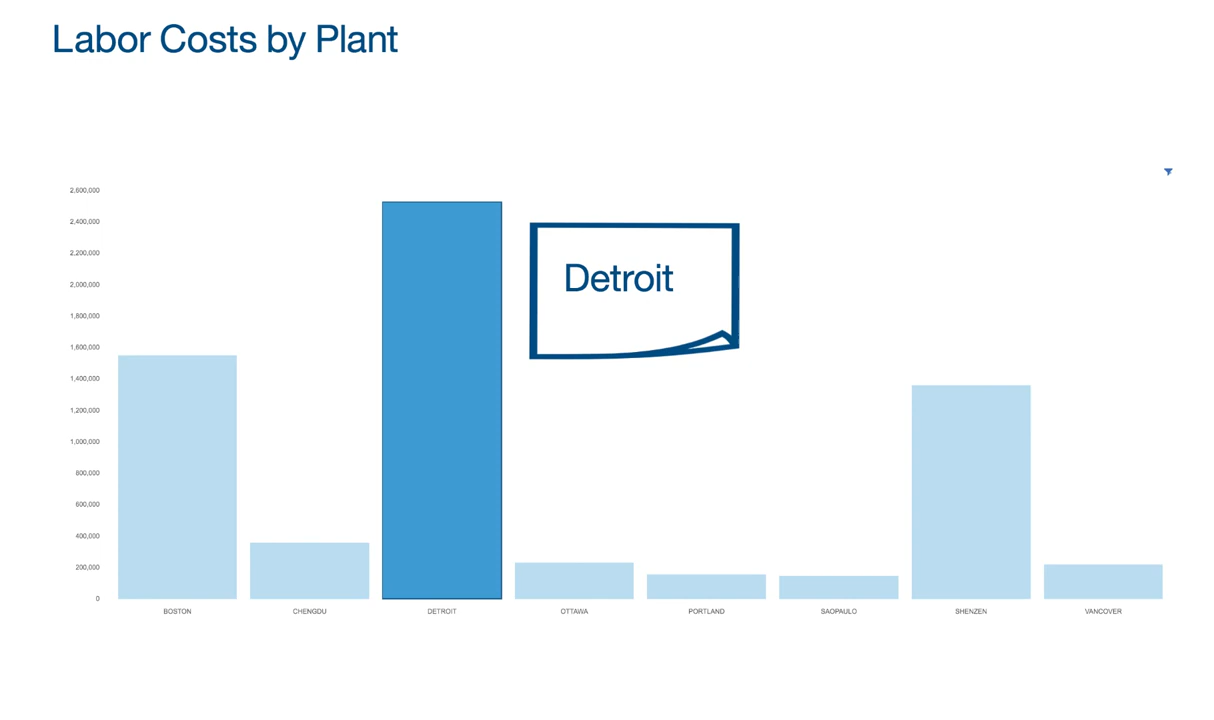 Labor Costs by Plant
2,600,000
2,400,000
2,200,000
2,000,000
1,800,000
1,600,000
1,400,000
1,200,000
1,000,000
800,000
600,000
400,000
200,000
0
Detroit
BOSTON
CHENGDU
DETROIT
OTTAWA
PORTLAND
SAOPAULO
SHENZEN
VANCOVER